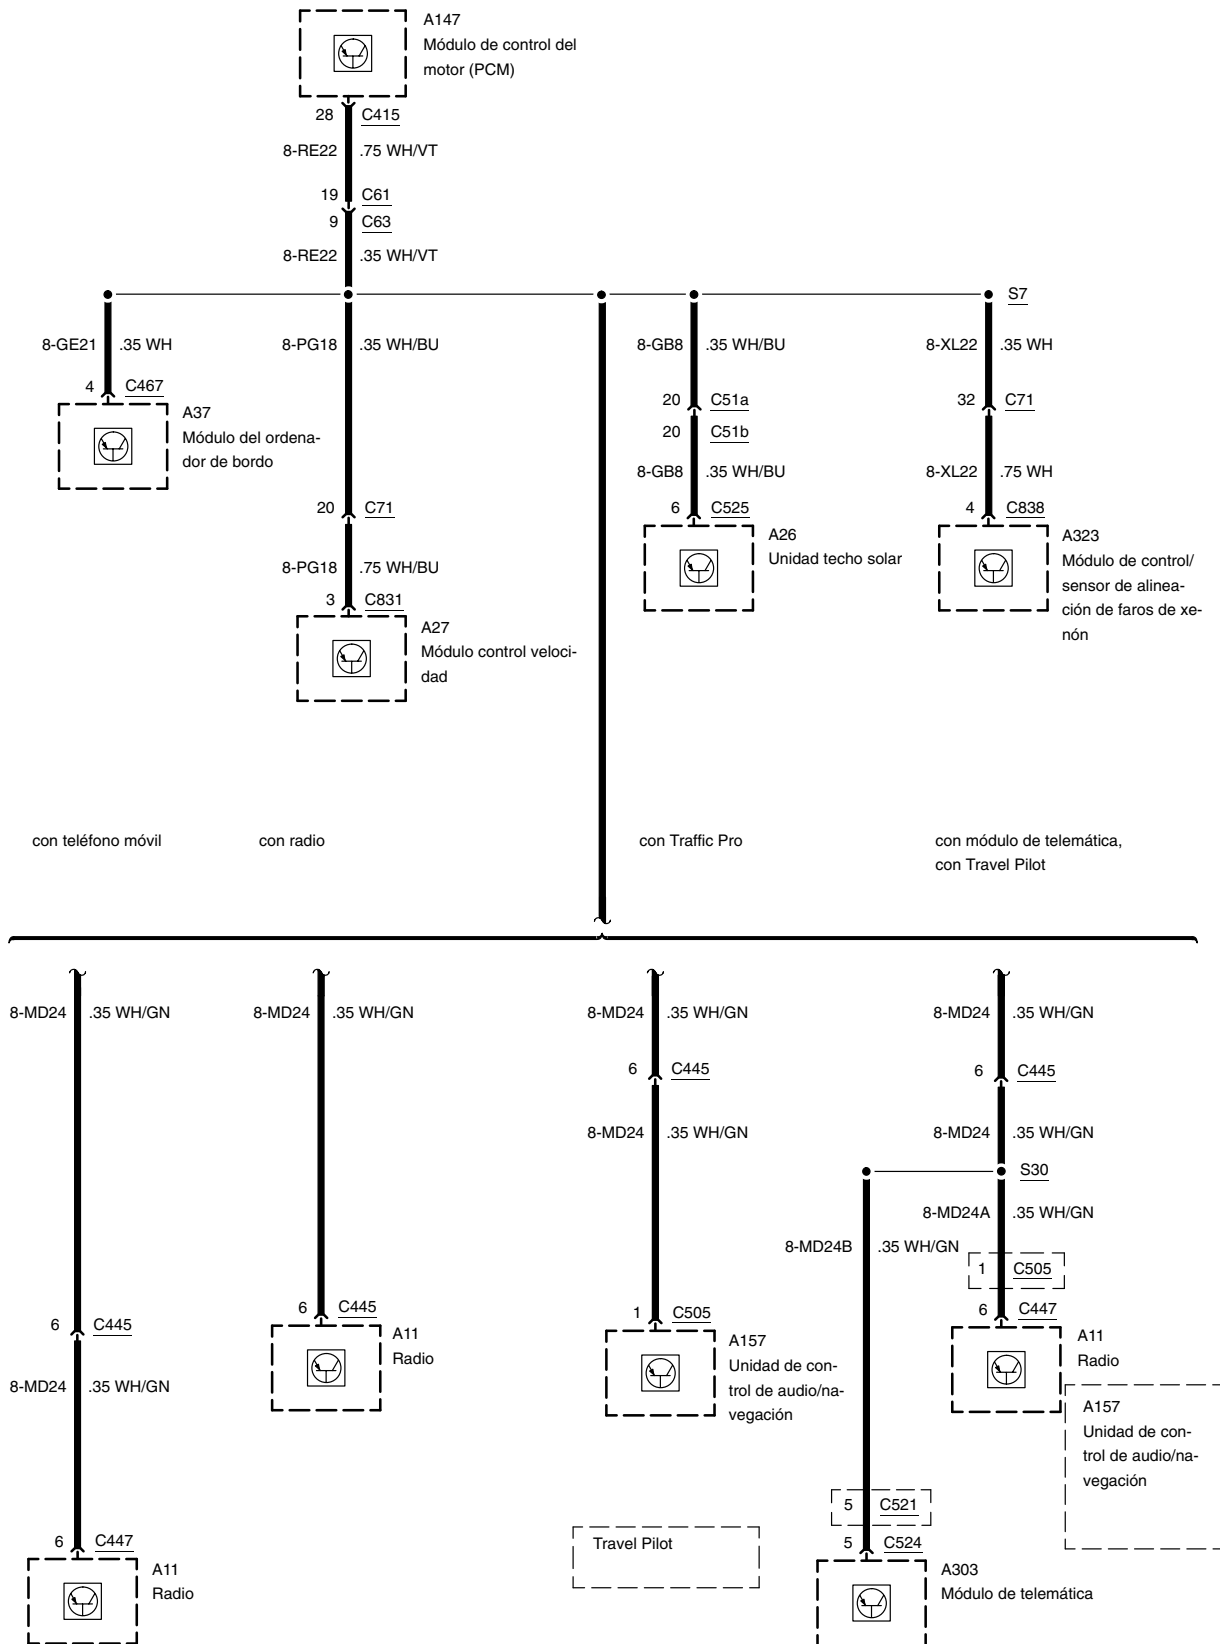 A147
Módulo de control del
motor (PCM)
28 C415
8-RE22 .75 WH/VT
19 C61
9 C63
8-RE22 .35 WH/VT
S7
8-GE21 .35 WH
8-PG18 .35 WH/BU
8-GB8 .35 WH/BU
8-XL22 .35 WH
4 C467
A37
Módulo del ordena-
dor de bordo
20 C51a
20 C51b
8-GB8 .35 WH/BU
6 C525
A26
Unidad techo solar
32 C71
8-XL22 .75 WH
4 C838
A323
Módulo de control/
sensor de alinea-
ción de faros de xe-
nón
20 C71
8-PG18 .75 WH/BU
3 C831
A27
Módulo control veloci-
dad
con teléfono móvil
con radio
con Traffic Pro
con módulo de telemática,
con Travel Pilot
8-MD24 .35 WH/GN
8-MD24 .35 WH/GN
8-MD24 .35 WH/GN
8-MD24 .35 WH/GN
6 C445
6 C445
8-MD24 .35 WH/GN
8-MD24 .35 WH/GN
S30
8-MD24A .35 WH/GN
8-MD24B .35 WH/GN
1 C505
6 C445
A11
Radio
1 C505
A157
Unidad de con-
trol de audio/na-
vegación
6 C447
A11
Radio
A157
Unidad de con-
trol de audio/na-
vegación
6 C445
8-MD24 .35 WH/GN
6 C447
A11
Radio
Travel Pilot
5 C521
5 C524
A303
Módulo de telemática